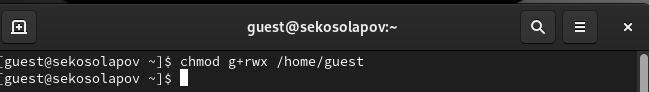 guest@sekosolapov:~
[guest@sekosolapov ~]$ chmod g+rwx /home/guest
[guest@sekosolapov ~]$